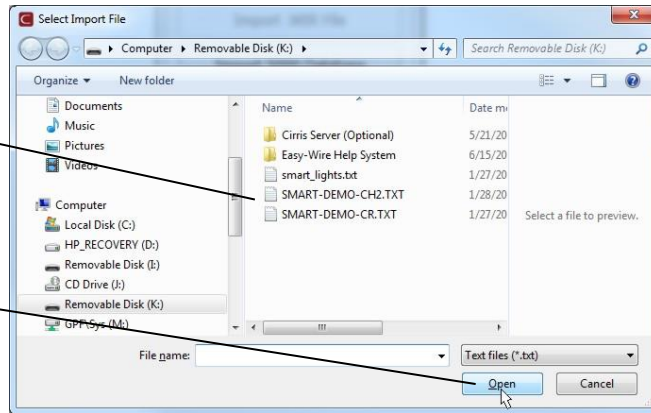 Select Import File
Computer ▸ Removable Disk (K:) ▸
Search Removable Disk (K:)
Organize
New folder
Documents
Music
Pictures
Videos
Computer
Local Disk (C:)
HP_RECOVERY (D:)
Removable Disk (I:)
CD Drive (J:)
Removable Disk (K:)
GPF\Sys (M:)
Name
Date m
Cirris Server (Optional)
5/21/20
Easy-Wire Help System
6/15/20
smart_lights.txt
1/27/20
SMART-DEMO-CH2.TXT
1/28/20
SMART-DEMO-CR.TXT
1/27/20
Select a file to preview.
File name:
Text files (*.txt)
Open
Cancel